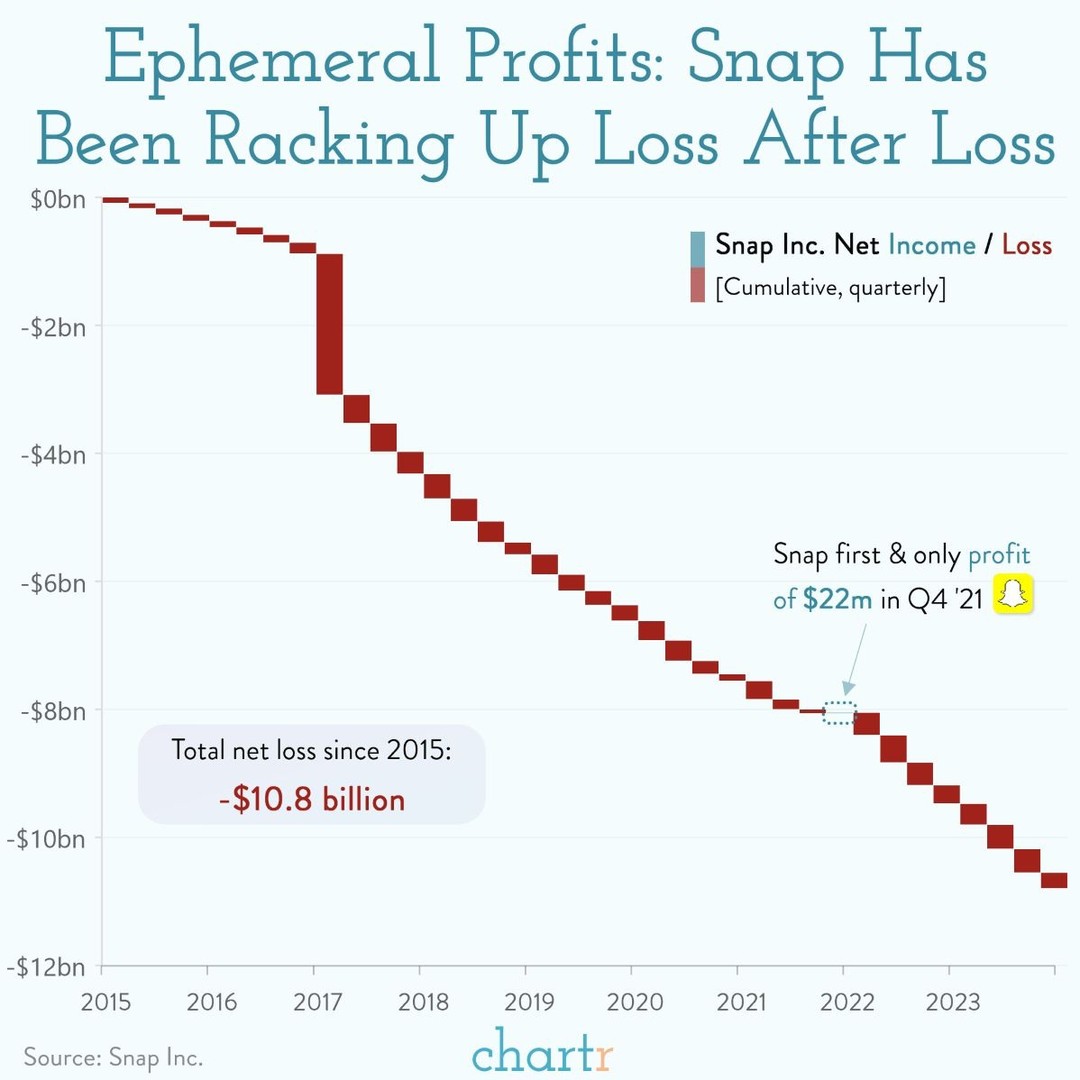 Ephemeral Profits: Snap Has
Been Racking Up Loss After Loss
$0bn
-$2bn
-$4bn
-$6bn
-$8bn
-$10bn
-$12bn
Snap Inc. Net Income / Loss
[Cumulative, quarterly]
Snap first & only profit
of $22m in Q4 '21
Total net loss since 2015:
-$10.8 billion
2015 2016 2017 2018 2019 2020 2021 2022 2023
Source: Snap Inc.
chartr